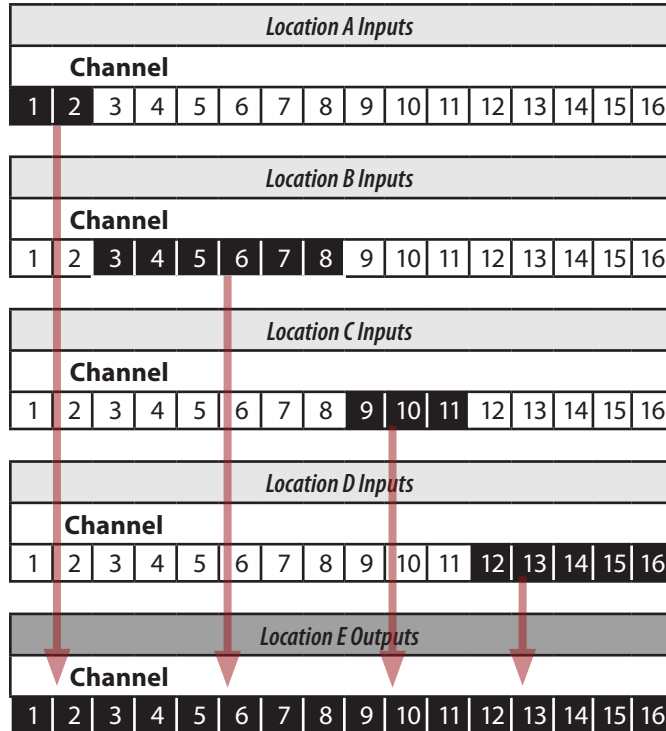 Location A Inputs
Channel
1 2 3 4 5 6 7 8 9 10 11 12 13 14 15 16
Location B Inputs
Channel
1 2 3 4 5 6 7 8 9 10 11 12 13 14 15 16
Location C Inputs
Channel
1 2 3 4 5 6 7 8 9 10 11 12 13 14 15 16
Location D Inputs
Channel
1 2 3 4 5 6 7 8 9 10 11 12 13 14 15 16
Location E Outputs
Channel
1 2 3 4 5 6 7 8 9 10 11 12 13 14 15 16